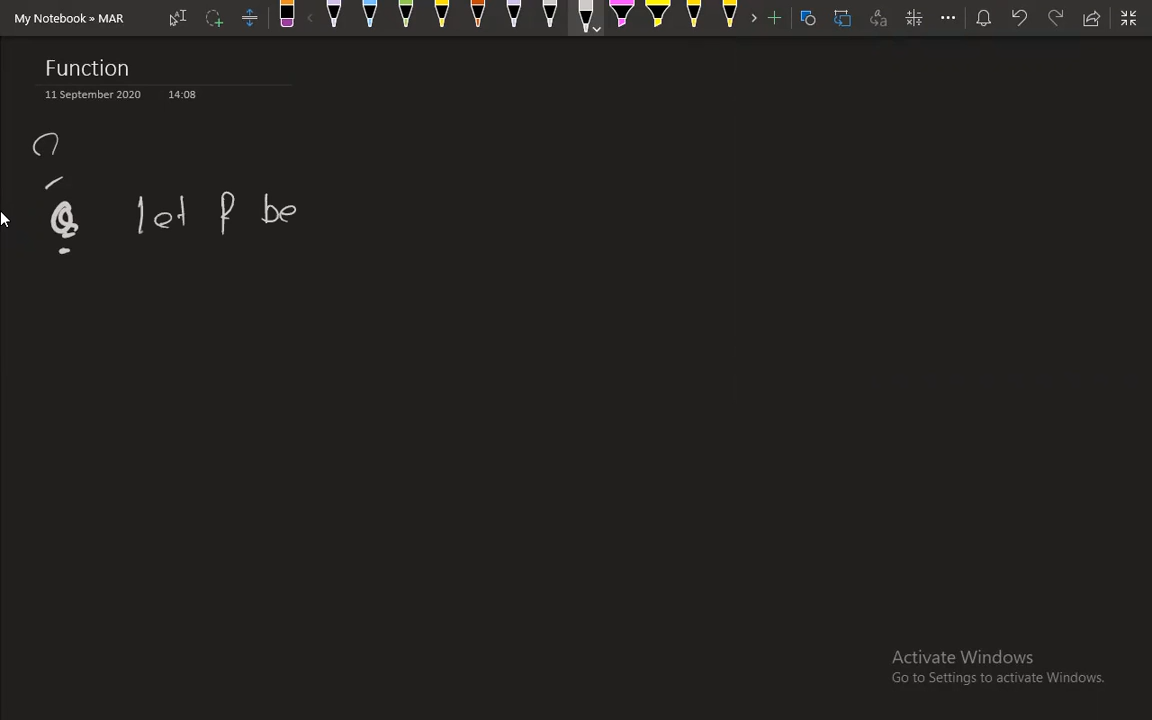 My Notebook » MAR
Function
11 September 2020 14:08
Q. let f be
Activate Windows
Go to Settings to activate Windows.